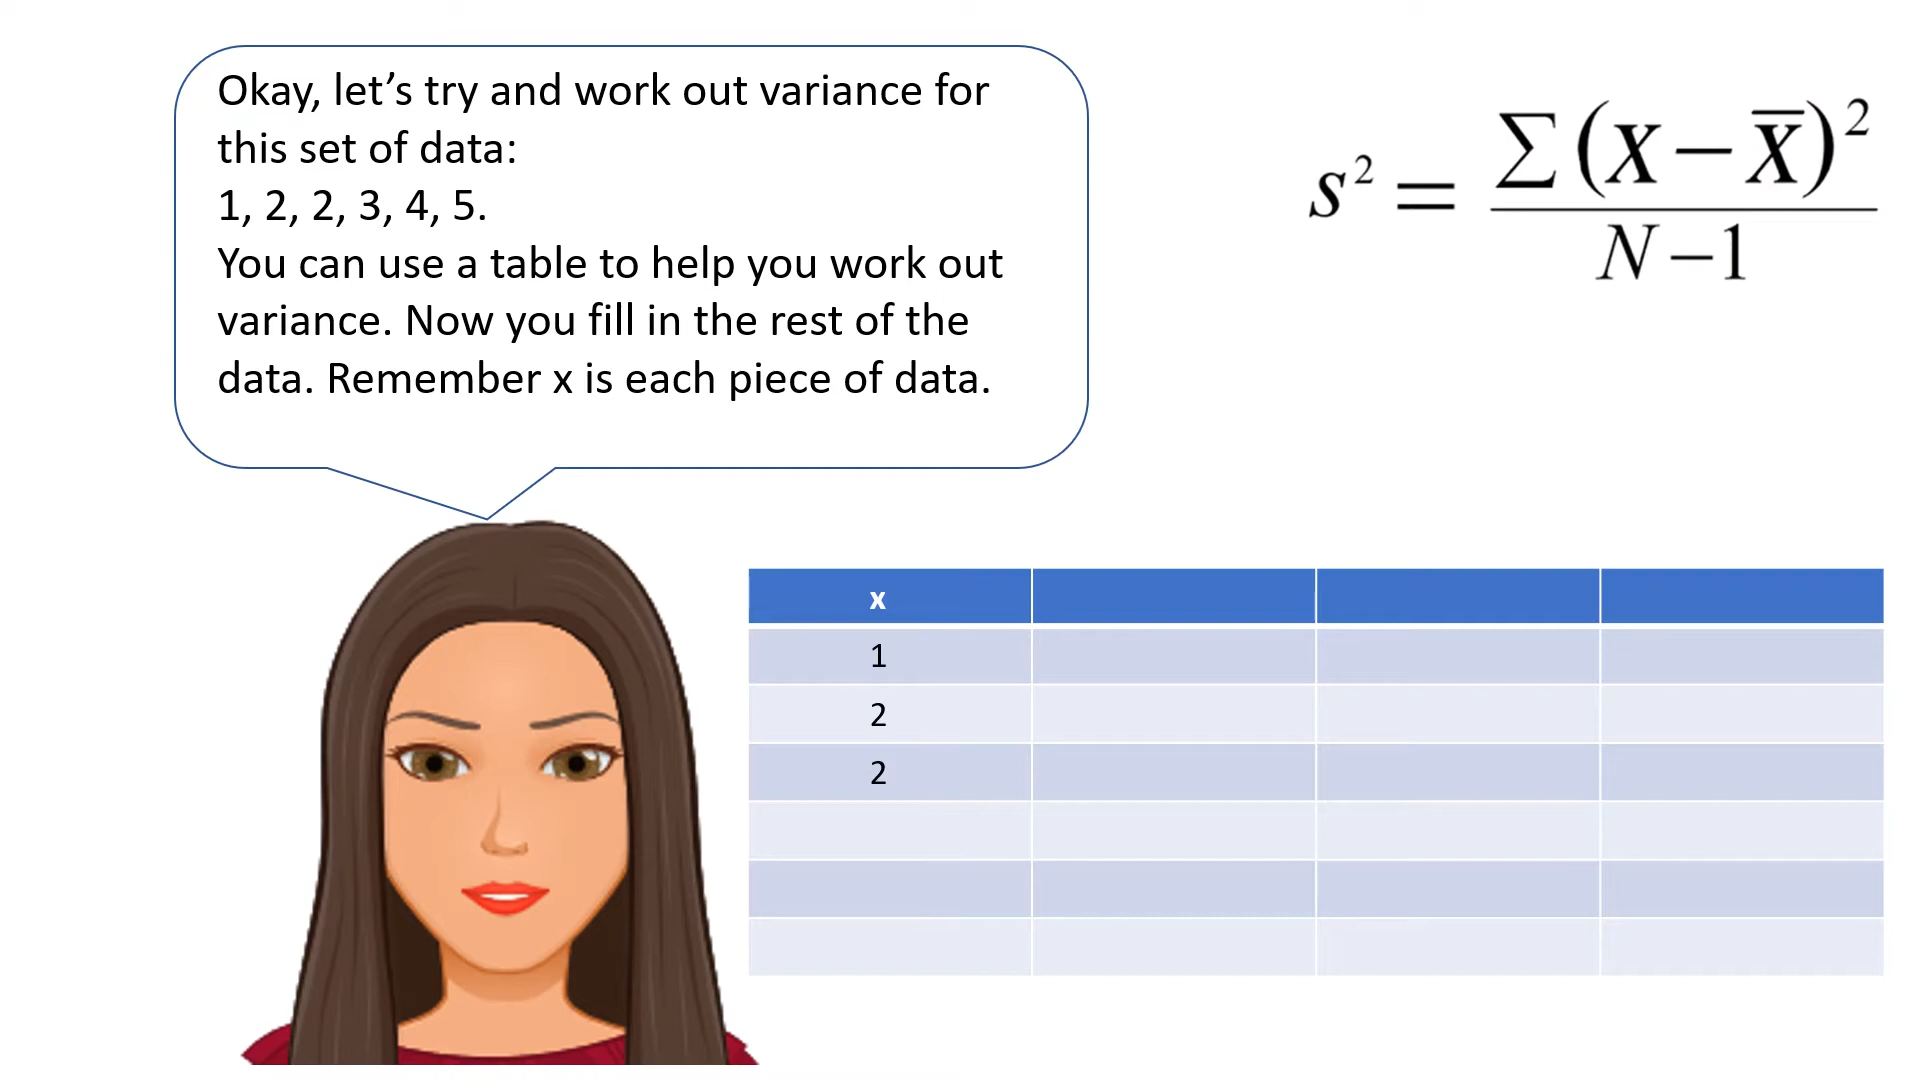 Okay, let’s try and work out variance for
this set of data:
1, 2, 2, 3, 4, 5.
You can use a table to help you work out
variance. Now you fill in the rest of the
data. Remember x is each piece of data.
s² = ∑(X−X̅)² / N−1
x
1
2
2